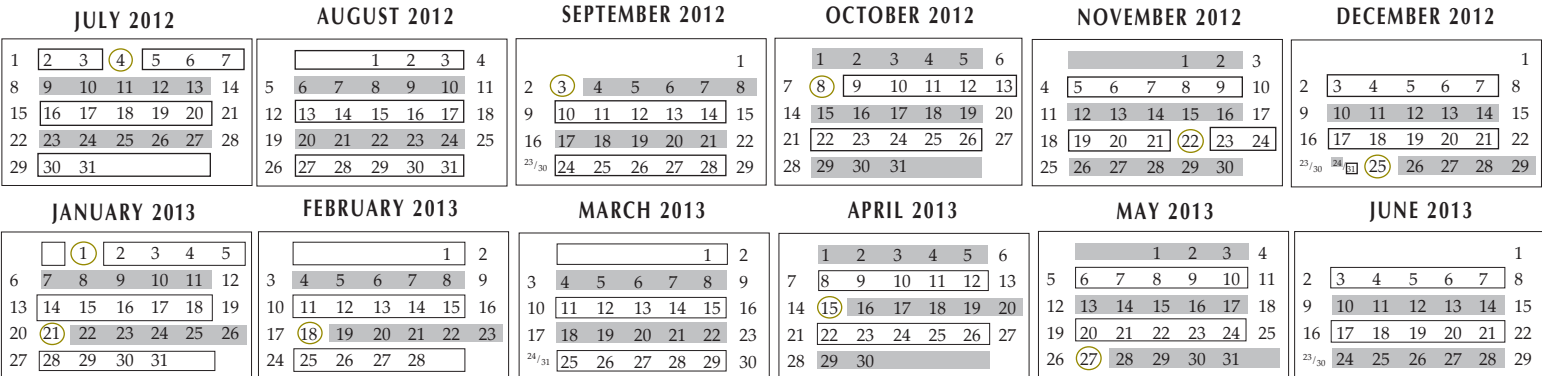 JULY 2012
1 2 3 4 5 6 7
8 9 10 11 12 13 14
15 16 17 18 19 20 21
22 23 24 25 26 27 28
29 30 31
AUGUST 2012
1 2 3 4
5 6 7 8 9 10 11
12 13 14 15 16 17 18
19 20 21 22 23 24 25
26 27 28 29 30 31
SEPTEMBER 2012
1
2 3 4 5 6 7 8
9 10 11 12 13 14 15
16 17 18 19 20 21 22
23/30 24 25 26 27 28 29
OCTOBER 2012
1 2 3 4 5 6
7 8 9 10 11 12 13
14 15 16 17 18 19 20
21 22 23 24 25 26 27
28 29 30 31
NOVEMBER 2012
1 2 3
4 5 6 7 8 9 10
11 12 13 14 15 16 17
18 19 20 21 22 23 24
25 26 27 28 29 30
DECEMBER 2012
1
2 3 4 5 6 7 8
9 10 11 12 13 14 15
16 17 18 19 20 21 22
23/30 24/31 25 26 27 28 29
JANUARY 2013
1 2 3 4 5
6 7 8 9 10 11 12
13 14 15 16 17 18 19
20 21 22 23 24 25 26
27 28 29 30 31
FEBRUARY 2013
1 2
3 4 5 6 7 8 9
10 11 12 13 14 15 16
17 18 19 20 21 22 23
24 25 26 27 28
MARCH 2013
1 2
3 4 5 6 7 8 9
10 11 12 13 14 15 16
17 18 19 20 21 22 23
24/31 25 26 27 28 29 30
APRIL 2013
1 2 3 4 5 6
7 8 9 10 11 12 13
14 15 16 17 18 19 20
21 22 23 24 25 26 27
28 29 30
MAY 2013
1 2 3 4
5 6 7 8 9 10 11
12 13 14 15 16 17 18
19 20 21 22 23 24 25
26 27 28 29 30 31
JUNE 2013
1
2 3 4 5 6 7 8
9 10 11 12 13 14 15
16 17 18 19 20 21 22
23/30 24 25 26 27 28 29